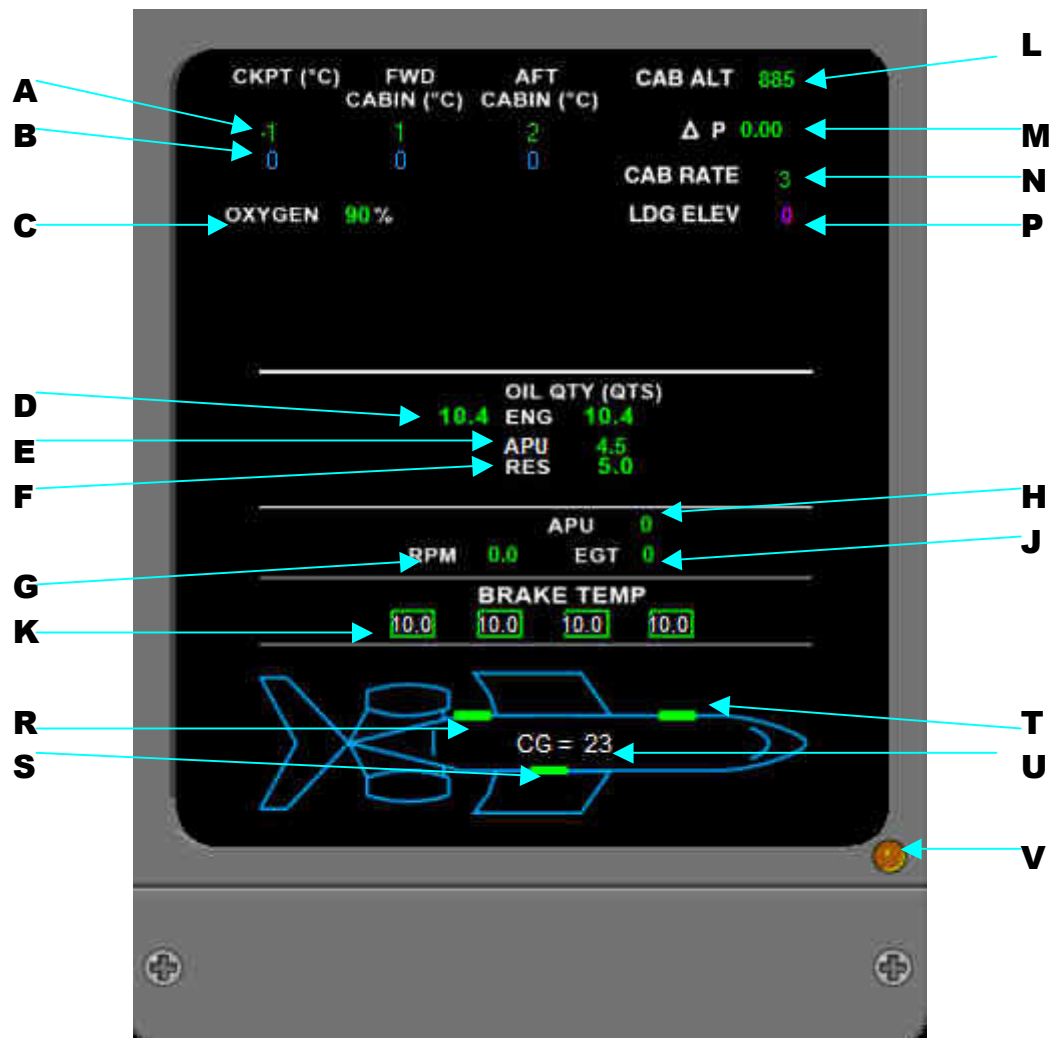 L
CKPT (°C) FWD CABIN (°C) AFT CABIN (°C) CAB ALT 885
A
B
-1 1 2 Δ P 0.00 M
0 0 0
CAB RATE 3 N
C OXYGEN 90 % LDG ELEV 0 P
OIL QTY (QTS)
D 10.4 ENG 10.4
E APU 4.5
F RES 5.0
APU 0 H
RPM 0.0 EGT 0 J
G
BRAKE TEMP
K 10.0 10.0 10.0 10.0
R T
CG = 23 U
S
V